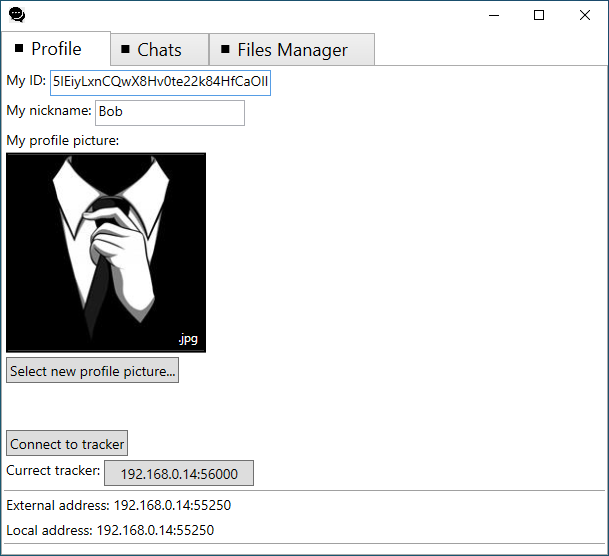 Profile
Chats
Files Manager
My ID: 5IEiyLxnCQwX8Hv0te22k84HfCaOIl
My nickname: Bob
My profile picture:
.jpg
Select new profile picture...
Connect to tracker
Currect tracker: 192.168.0.14:56000
External address: 192.168.0.14:55250
Local address: 192.168.0.14:55250